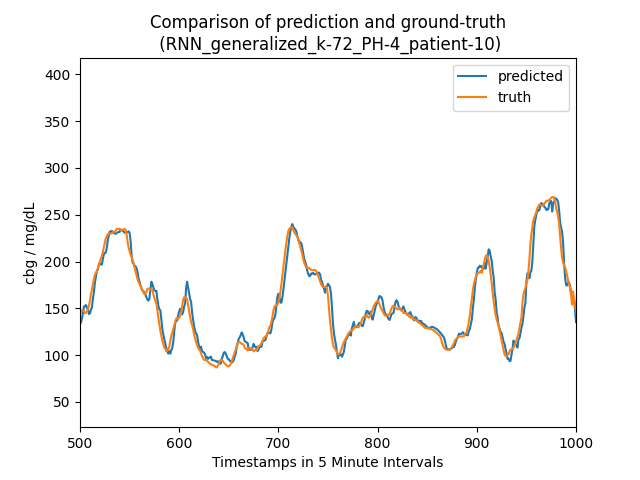 Comparison of prediction and ground-truth
(RNN_generalized_k-72_PH-4_patient-10)
predicted
truth
cbg / mg/dL
400
350
300
250
200
150
100
50
500 600 700 800 900 1000
Timestamps in 5 Minute Intervals